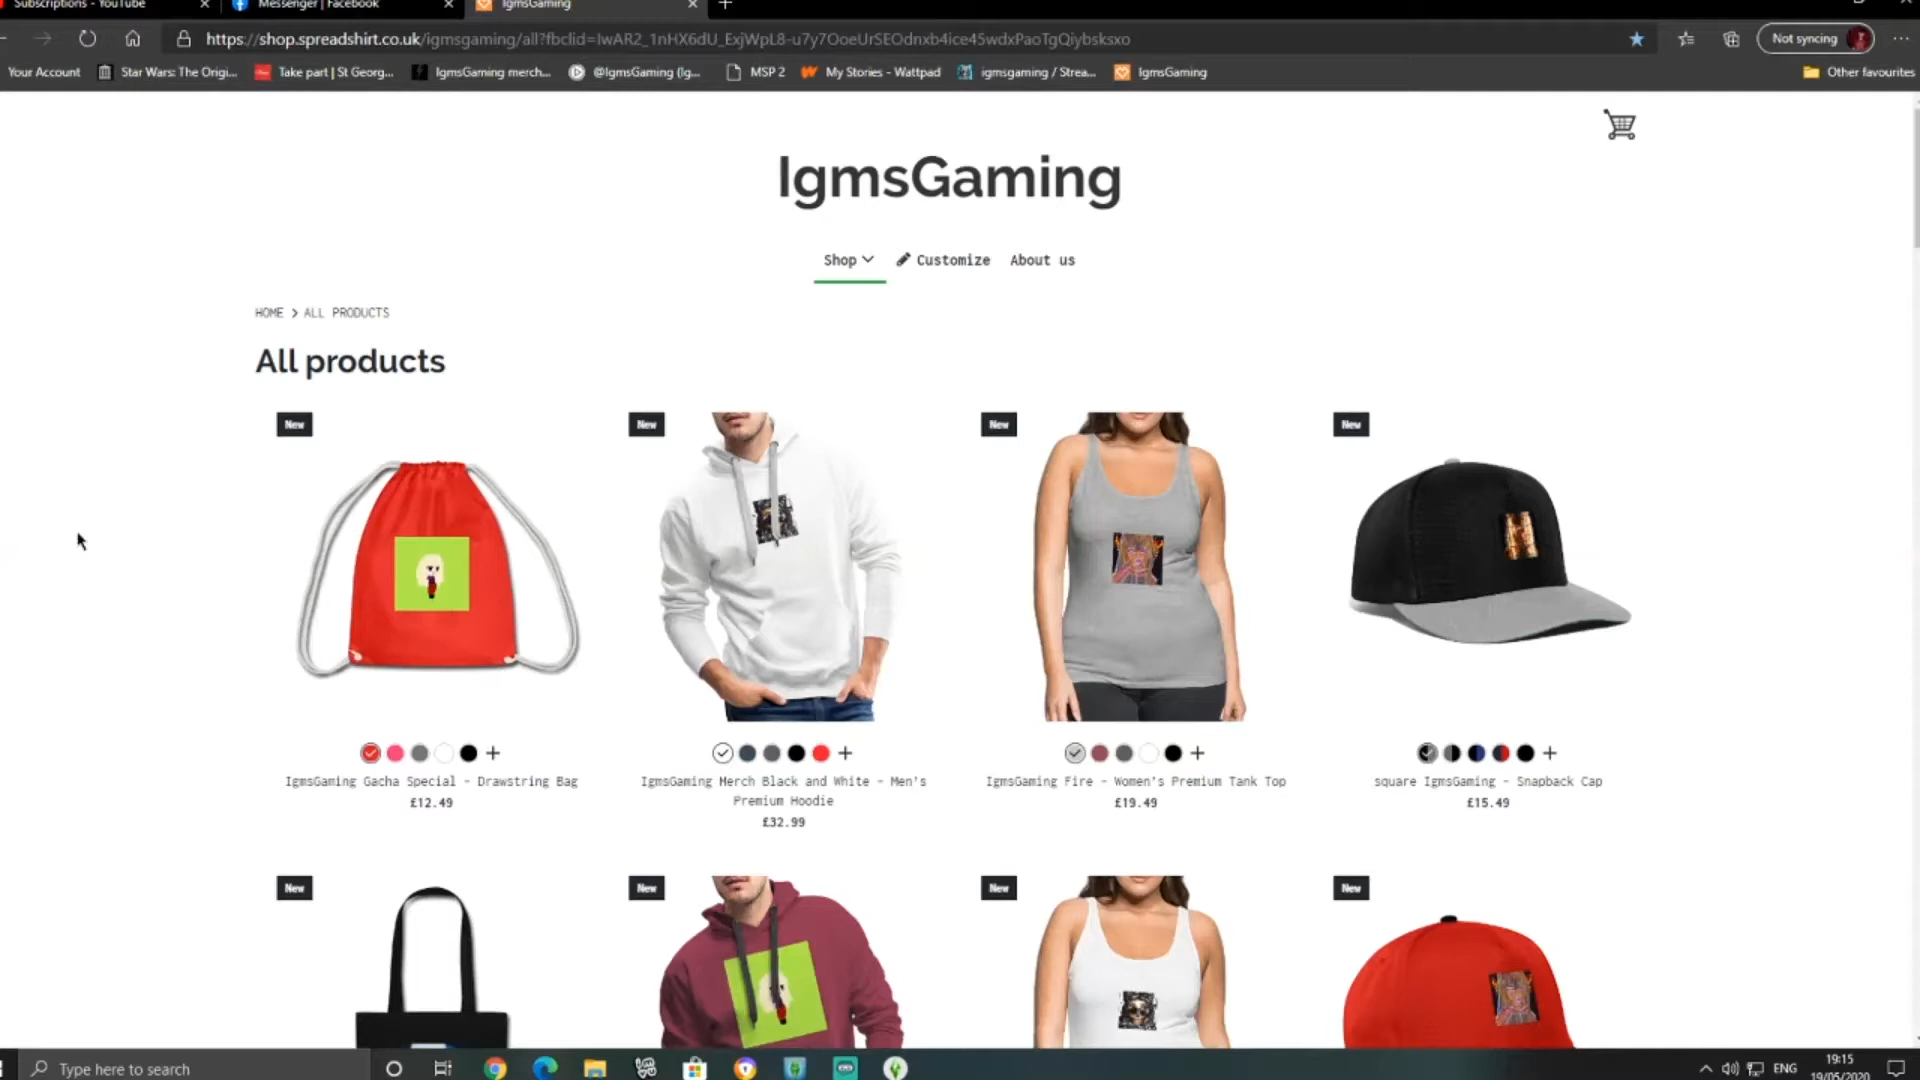 Subscriptions - YouTube
Messenger | Facebook
IgmsGaming
https://shop.spreadshirt.co.uk/igmsgaming/all?fbclid=IwAR2_1nHX6dU_ExjWpL8-u7y7OoeUrSEOdnxb4ice45wdxPaoTgQiybsksxo
Not syncing
Your Account
Star Wars: The Origi...
Take part | St Georg...
IgmsGaming merch...
@IgmsGaming (Ig...
MSP 2
My Stories - Wattpad
igmsgaming / Strea...
IgmsGaming
Other favourites
IgmsGaming
Shop
Customize
About us
HOME > ALL PRODUCTS
All products
New
New
New
New
IgmsGaming Gacha Special - Drawstring Bag
£12.49
IgmsGaming Merch Black and White - Men's
Premium Hoodie
£32.99
IgmsGaming Fire - Women's Premium Tank Top
£19.49
square IgmsGaming - Snapback Cap
£15.49
New
New
New
New
Type here to search
ENG
19:15
19/05/2020